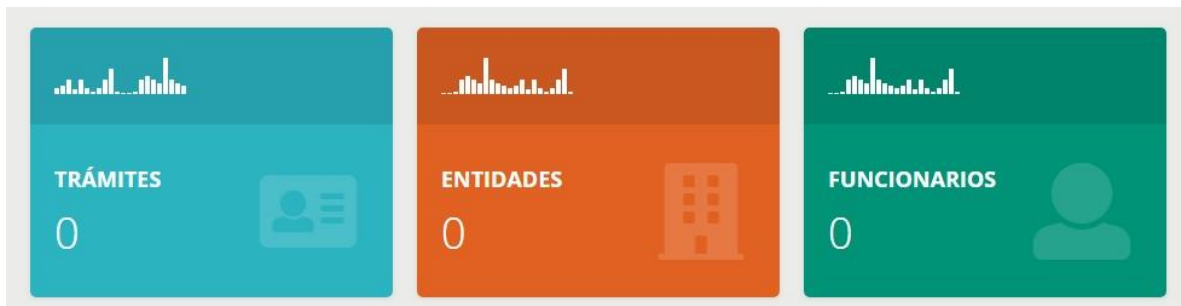 TRÁMITES
0
ENTIDADES
0
FUNCIONARIOS
0